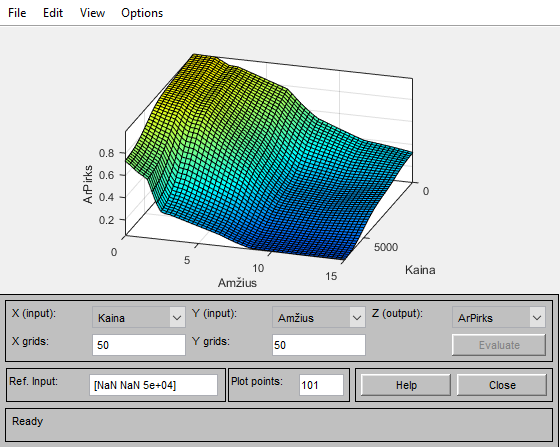 File Edit View Options
0.8
0.6
0.4
0.2
ArPirks
0
5
10
15
Amžius
0
5000
Kaina
X (input): Kaina Y (input): Amžius Z (output): ArPirks
X grids: 50 Y grids: 50 Evaluate
Ref. Input: [NaN NaN 5e+04] Plot points: 101 Help Close
Ready